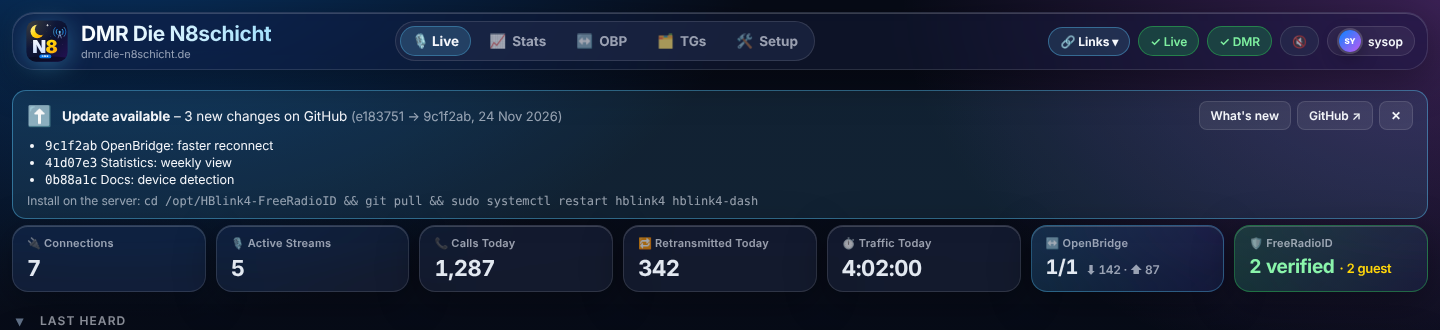 N8
DMR Die N8schicht
dmr.die-n8schicht.de
Live
Stats
OBP
TGs
Setup
Links ▾
✓ Live
✓ DMR
SY
sysop
Update available – 3 new changes on GitHub (e183751 → 9c1f2ab, 24 Nov 2026)
What's new
GitHub ↗
✕
• 9c1f2ab OpenBridge: faster reconnect
• 41d07e3 Statistics: weekly view
• 0b88a1c Docs: device detection
Install on the server: cd /opt/HBlink4-FreeRadioID && git pull && sudo systemctl restart hblink4 hblink4-dash
Connections
7
Active Streams
5
Calls Today
1,287
Retransmitted Today
342
Traffic Today
4:02:00
OpenBridge
1/1 ⬇ 142 · ⬆ 87
FreeRadioID
2 verified · 2 guest
▼ LAST HEARD